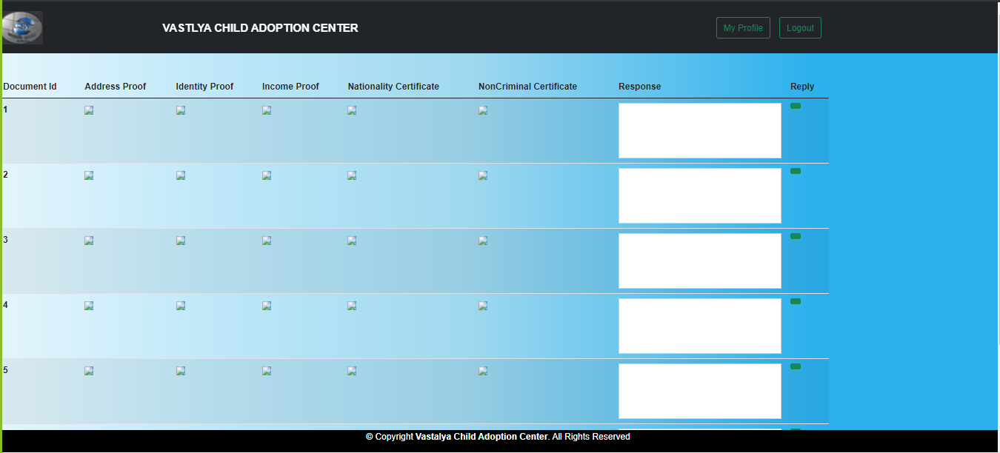 VASTLYA CHILD ADOPTION CENTER
My Profile
Logout
Document Id Address Proof Identity Proof Income Proof Nationality Certificate NonCriminal Certificate Response Reply
1
2
3
4
5
© Copyright Vastalya Child Adoption Center. All Rights Reserved